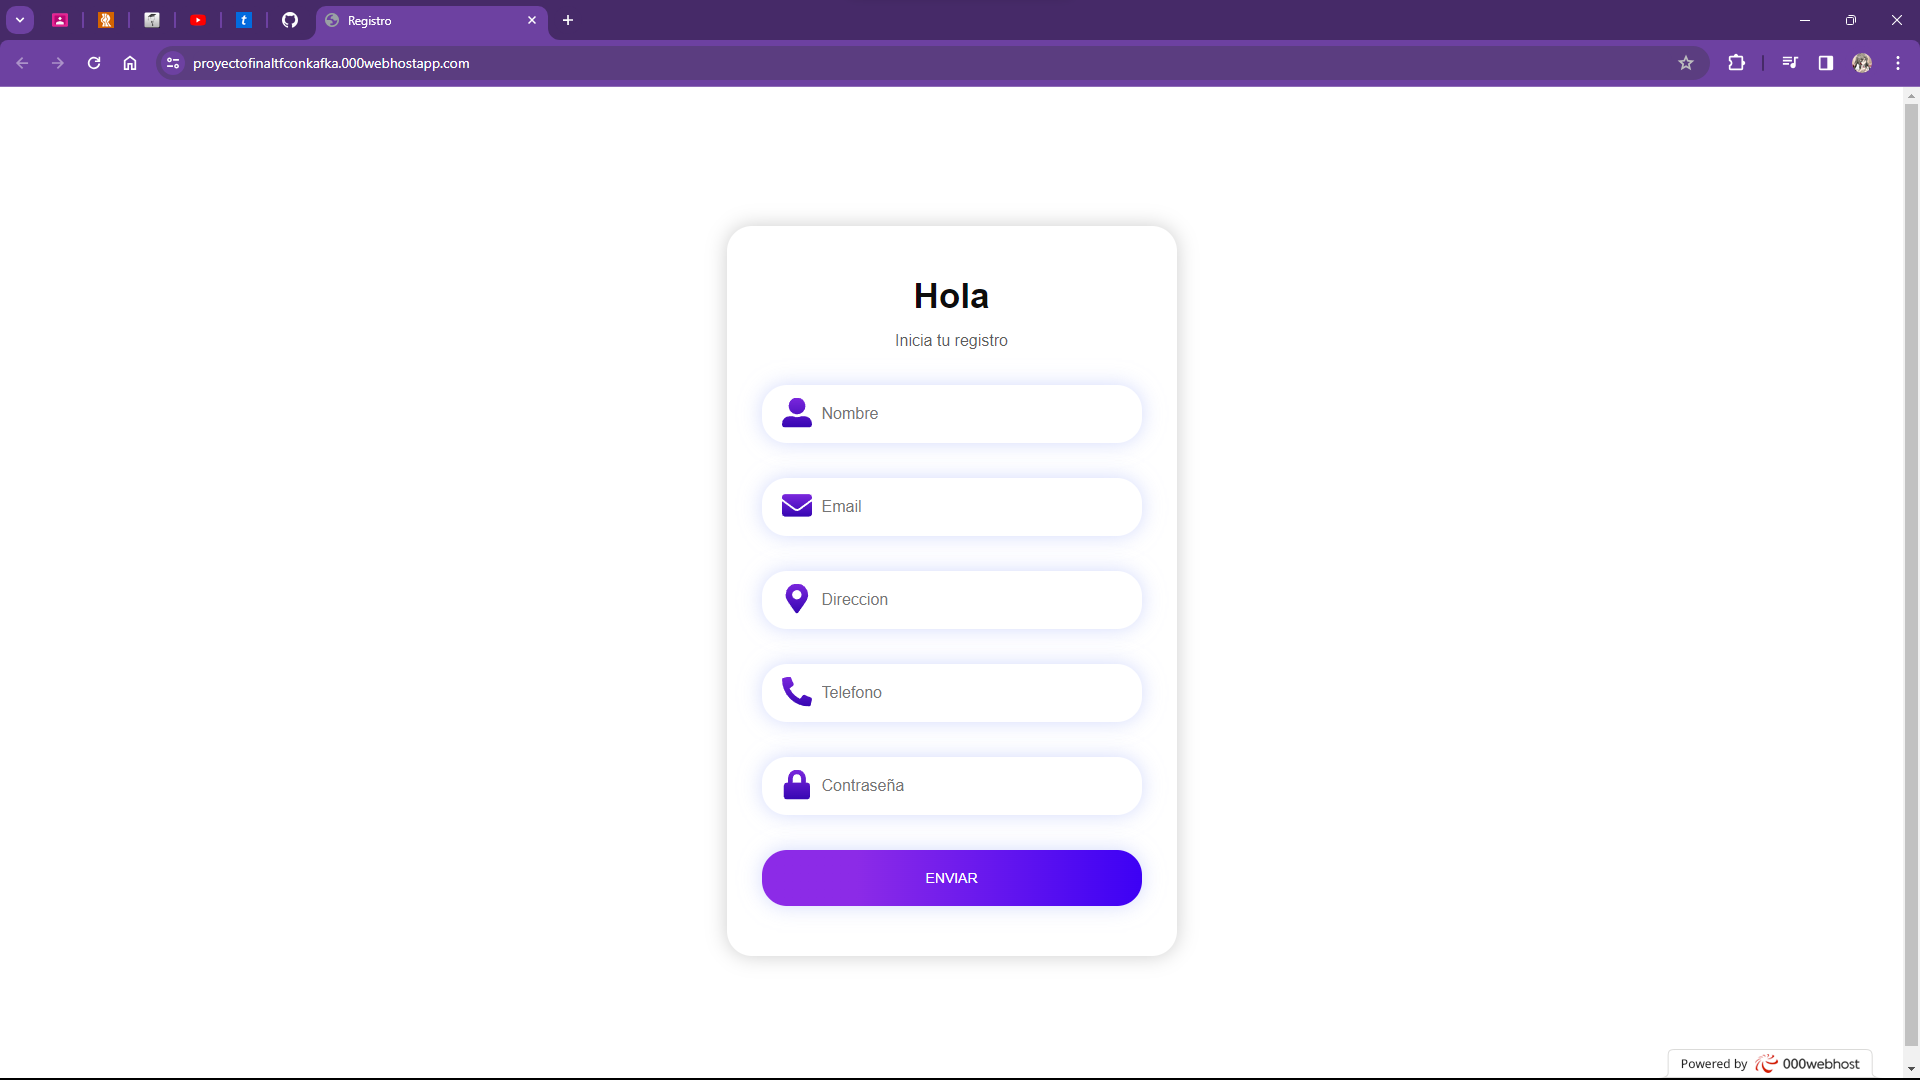 Registro
proyectofinaltfconkafka.000webhostapp.com
Hola
Inicia tu registro
Nombre
Email
Direccion
Telefono
Contraseña
ENVIAR
Powered by 000webhost